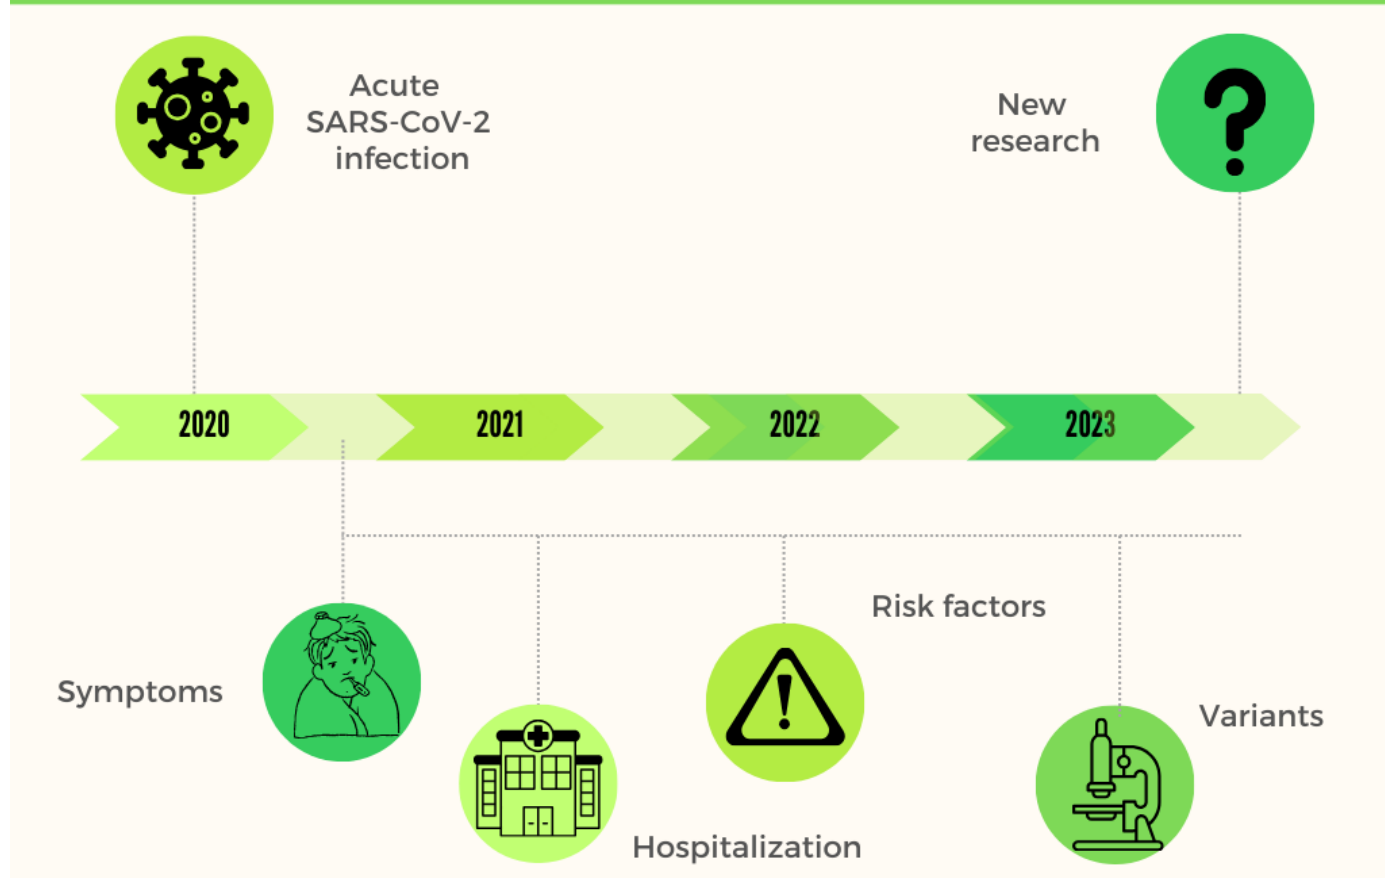 Acute
SARS-CoV-2
infection
New
research
2020
2021
2022
2023
Risk factors
Symptoms
Variants
Hospitalization